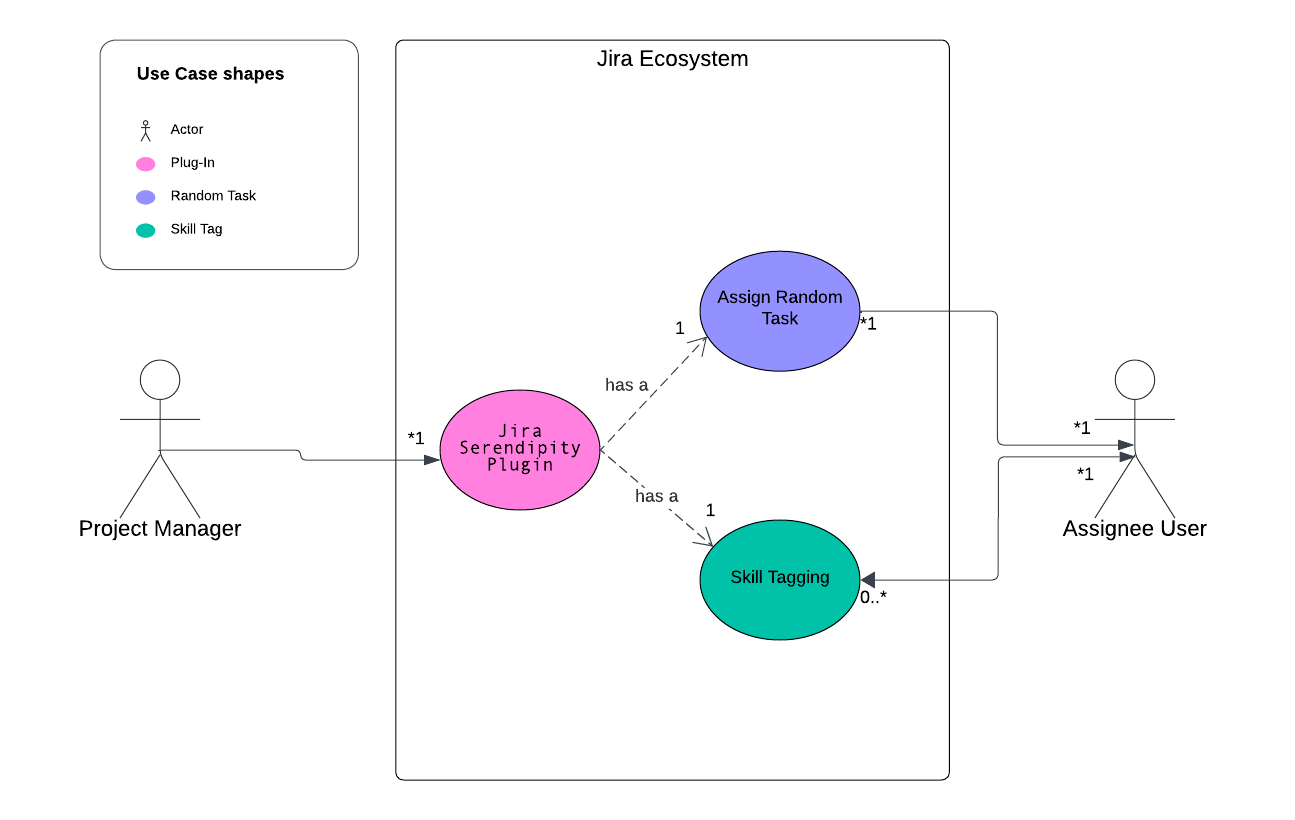 Jira Ecosystem
Use Case shapes
Actor
Plug-In
Random Task
Skill Tag
Assign Random
Task
*1
1
has a
*1
*1
Jira
Serendipity
Plugin
*1
has a
1
Project Manager
Assignee User
Skill Tagging
0..*